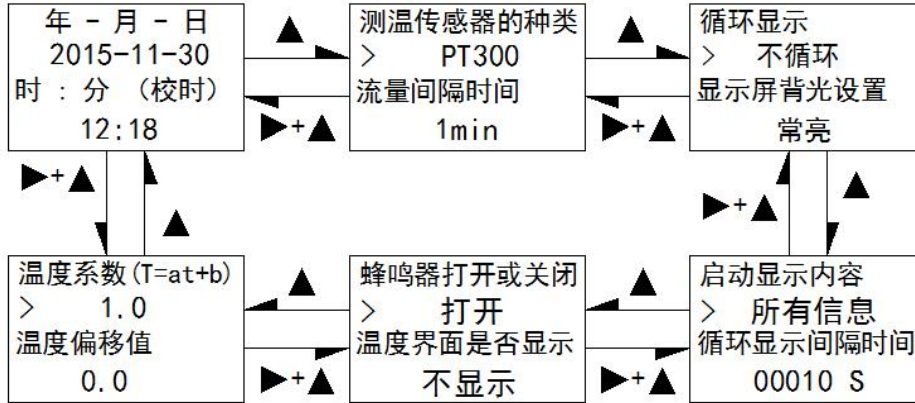 年－月－日
2015-11-30
时 : 分 （校时）
12:18
测温传感器的种类
> PT300
流量间隔时间
1min
循环显示
> 不循环
显示屏背光设置
常亮
+
+
+
+
温度系数(T=at+b)
> 1.0
温度偏移值
0.0
蜂鸣器打开或关闭
> 打开
温度界面是否显示
不显示
启动显示内容
> 所有信息
循环显示间隔时间
00010 S
+
+